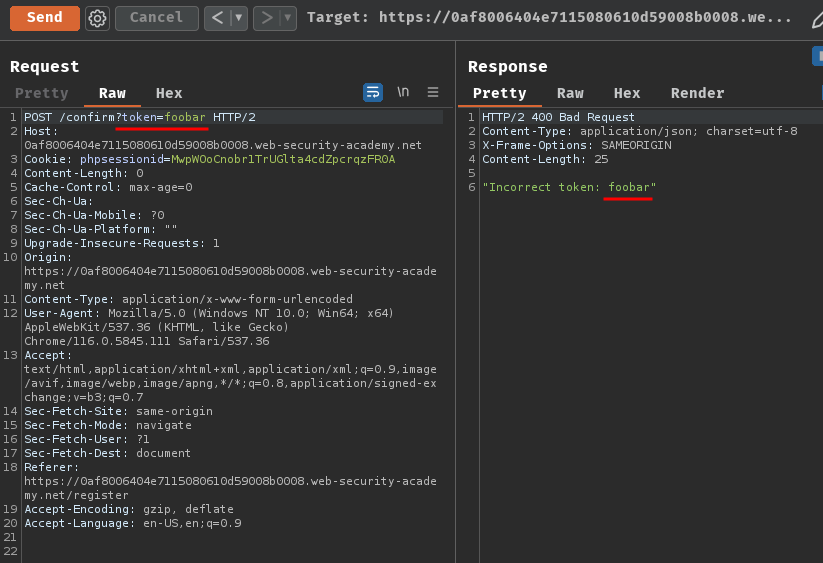 Send Cancel < ▼ > ▼ Target: https://0af8006404e7115080610d59008b0008.we...
Request
Pretty Raw Hex \n
1 POST /confirm?token=foobar HTTP/2
2 Host:
0af8006404e7115080610d59008b0008.web-security-academy.net
3 Cookie: phpsessionid=MwpWOoCnobr1TrUGlta4cdZpcrqzFROA
4 Content-Length: 0
5 Cache-Control: max-age=0
6 Sec-Ch-Ua:
7 Sec-Ch-Ua-Mobile: ?0
8 Sec-Ch-Ua-Platform: ""
9 Upgrade-Insecure-Requests: 1
10 Origin:
https://0af8006404e7115080610d59008b0008.web-security-acade
my.net
11 Content-Type: application/x-www-form-urlencoded
12 User-Agent: Mozilla/5.0 (Windows NT 10.0; Win64; x64)
AppleWebKit/537.36 (KHTML, like Gecko)
Chrome/116.0.5845.111 Safari/537.36
13 Accept:
text/html,application/xhtml+xml,application/xml;q=0.9,image
/avif,image/webp,image/apng,*/*;q=0.8,application/signed-ex
change;v=b3;q=0.7
14 Sec-Fetch-Site: same-origin
15 Sec-Fetch-Mode: navigate
16 Sec-Fetch-User: ?1
17 Sec-Fetch-Dest: document
18 Referer:
https://0af8006404e7115080610d59008b0008.web-security-acade
my.net/register
19 Accept-Encoding: gzip, deflate
20 Accept-Language: en-US,en;q=0.9
21
22
Response
Pretty Raw Hex Render
1 HTTP/2 400 Bad Request
2 Content-Type: application/json; charset=utf-8
3 X-Frame-Options: SAMEORIGIN
4 Content-Length: 25
5
6 "Incorrect token: foobar"